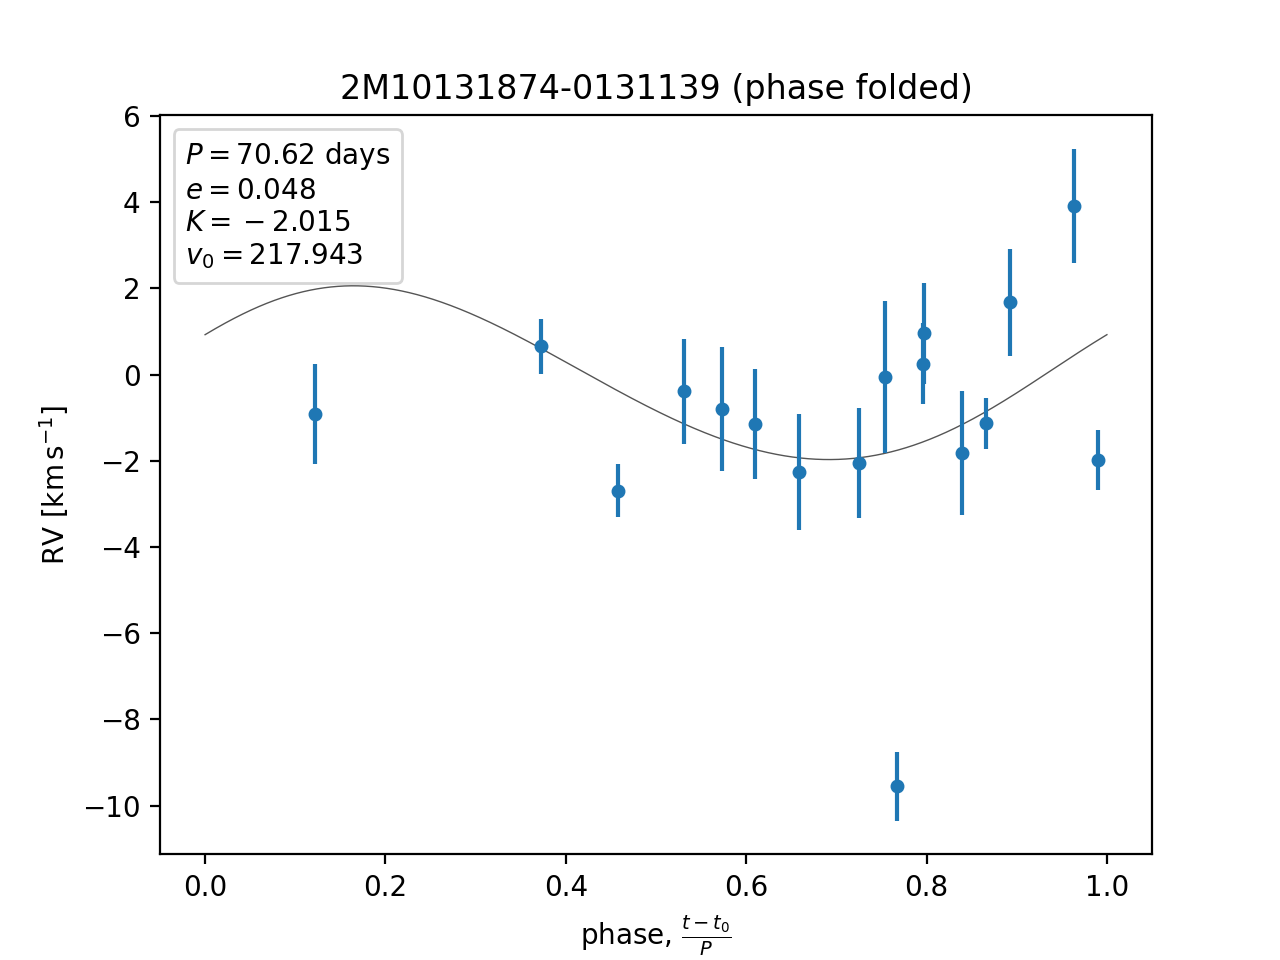 2M10131874-0131139 (phase folded)
P = 70.62 days
e = 0.048
K = −2.015
v₀ = 217.943
6
4
2
0
−2
−4
−6
−8
−10
RV [km s⁻¹]
0.0 0.2 0.4 0.6 0.8 1.0
phase, (t − t₀)/P